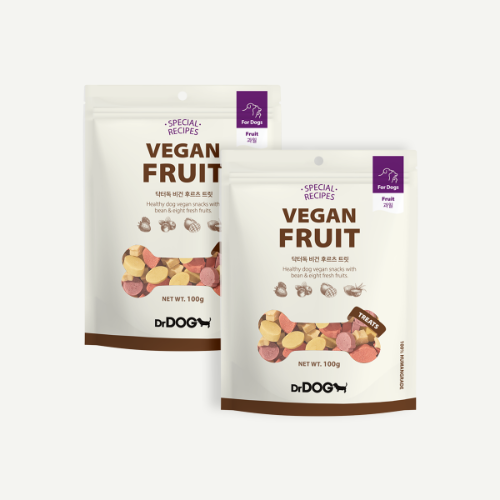 ·SPECIAL·
RECIPES
VEGAN
FRUIT
닥터독 비건 후르츠 트릿
Healthy dog vegan snacks with
bean & eight fresh fruits.
NET WT. 100g
DrDOG
For Dogs
Fruit
과일
·SPECIAL·
RECIPES
VEGAN
FRUIT
닥터독 비건 후르츠 트릿
Healthy dog vegan snacks with
bean & eight fresh fruits.
TREATS
NET WT. 100g
DrDOG
For Dogs
Fruit
과일
100% HUMANGRADE